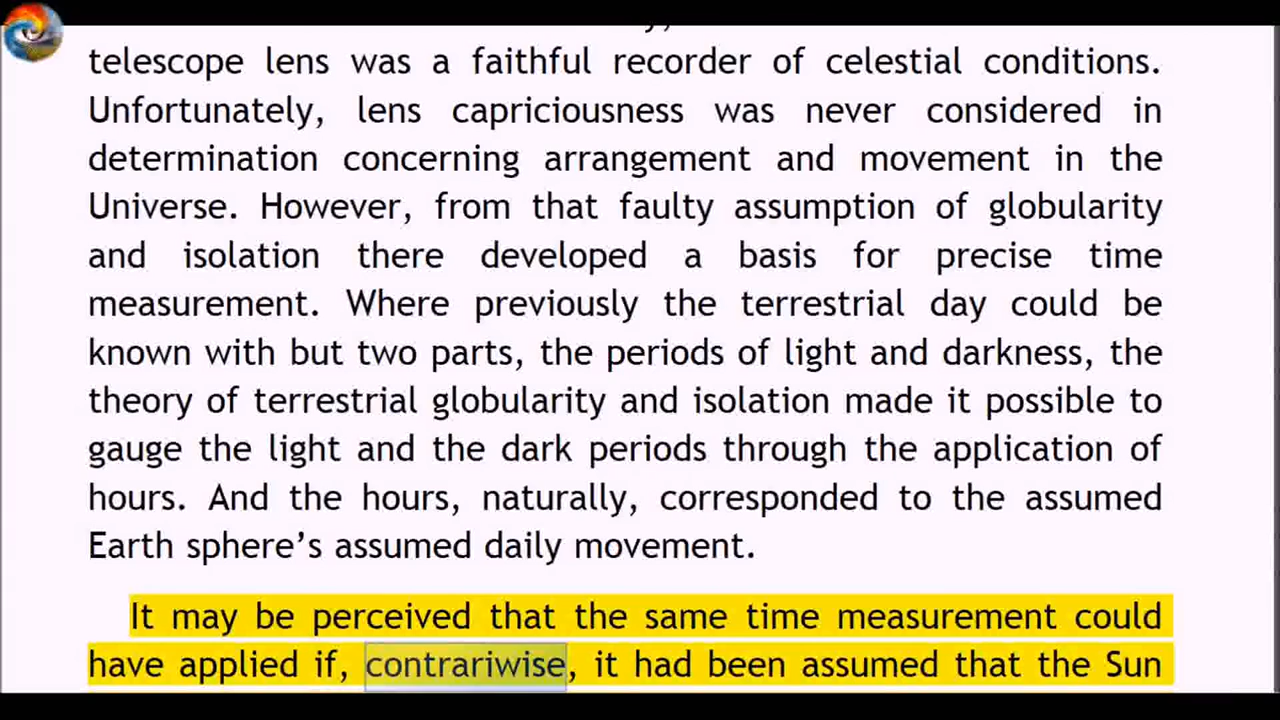 telescope lens was a faithful recorder of celestial conditions.
Unfortunately, lens capriciousness was never considered in
determination concerning arrangement and movement in the
Universe. However, from that faulty assumption of globularity
and isolation there developed a basis for precise time
measurement. Where previously the terrestrial day could be
known with but two parts, the periods of light and darkness, the
theory of terrestrial globularity and isolation made it possible to
gauge the light and the dark periods through the application of
hours. And the hours, naturally, corresponded to the assumed
Earth sphere’s assumed daily movement.
It may be perceived that the same time measurement could
have applied if, contrariwise, it had been assumed that the Sun